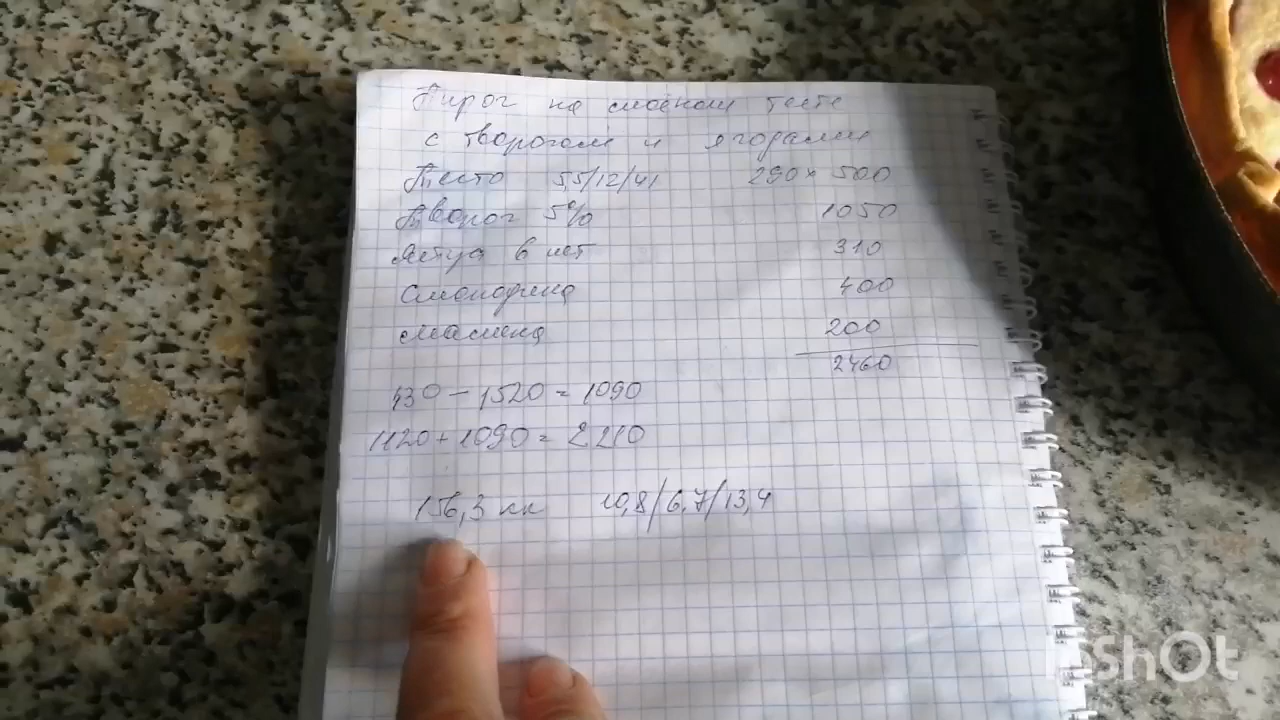 Пирог на слоёном тесте
с творогом и ягодами
Тесто 5,5/12/41 290× 500
Творог 5% 1050
Яйца 6 шт 310
Смородина 400
малина 200
2460
430 - 1520 = 1090
1120 + 1090 = 2210
156,3 кк 10,8/6,7/13,4